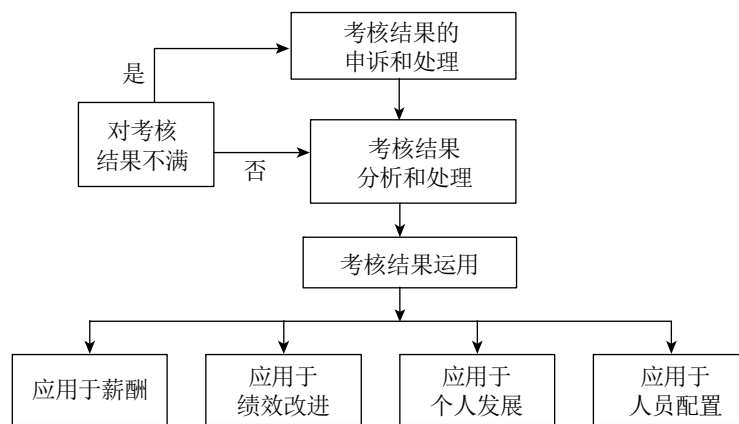 考核结果的
申诉和处理
是
对考核
结果不满
否
考核结果
分析和处理
考核结果运用
应用于薪酬
应用于
绩效改进
应用于
个人发展
应用于
人员配置